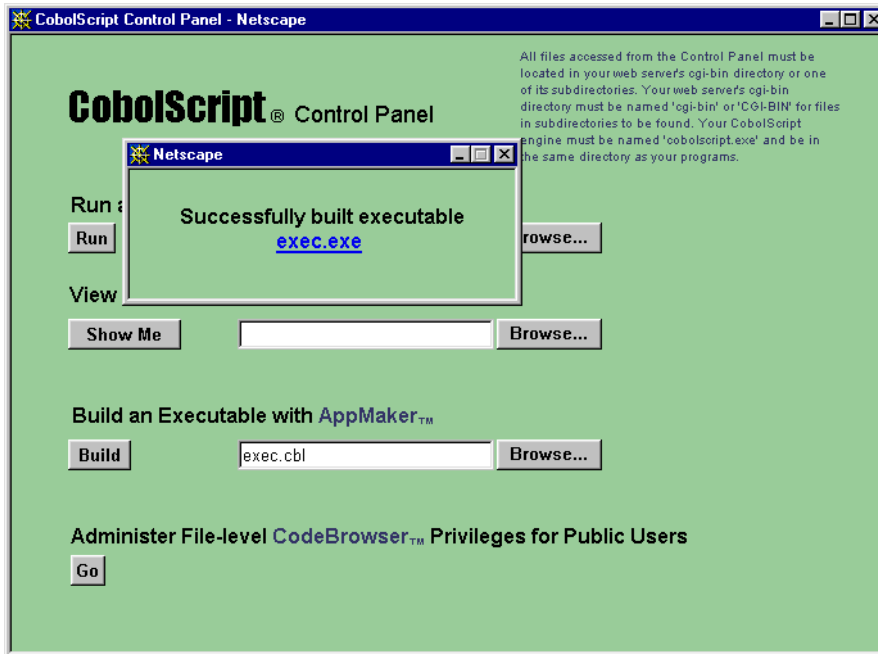 CobolScript Control Panel - Netscape
All files accessed from the Control Panel must be
located in your web server's cgi-bin directory or one
of its subdirectories. Your web server's cgi-bin
directory must be named 'cgi-bin' or 'CGI-BIN' for files
in subdirectories to be found. Your CobolScript
engine must be named 'cobolscript.exe' and be in
the same directory as your programs.
CobolScript ® Control Panel
Netscape
Successfully built executable
exec.exe
Run
Run
View
Show Me
Browse...
Build an Executable with AppMaker™
Build
exec.cbl
Browse...
Administer File-level CodeBrowser™ Privileges for Public Users
Go